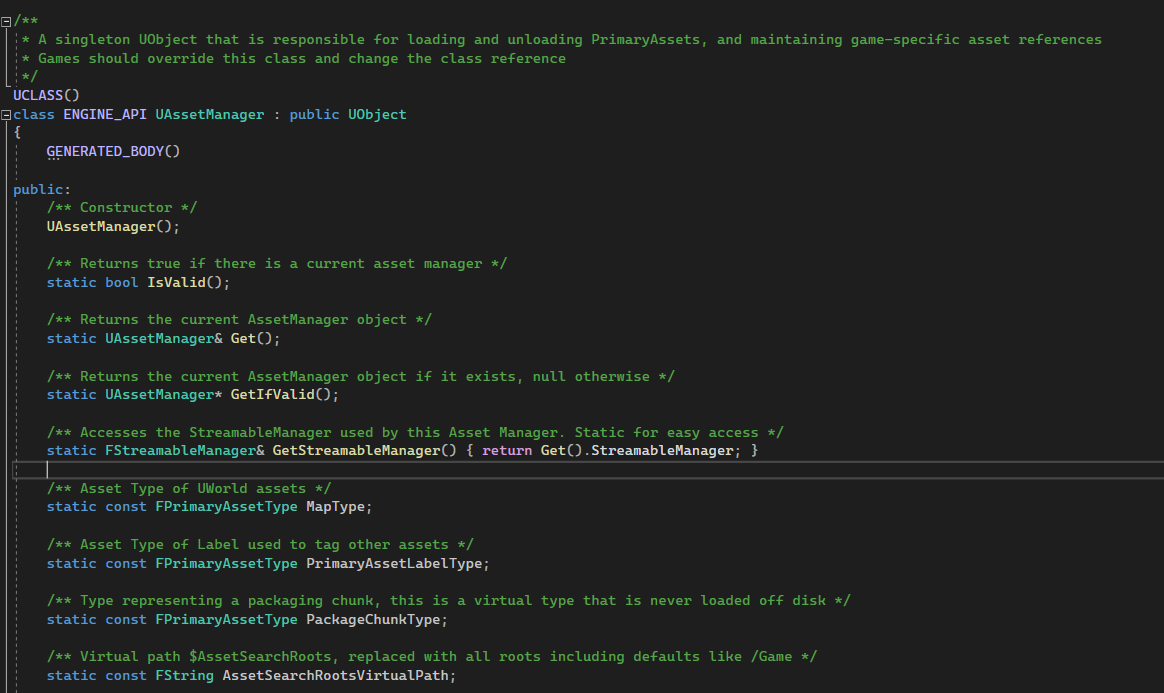 /**
* A singleton UObject that is responsible for loading and unloading PrimaryAssets, and maintaining game-specific asset references
* Games should override this class and change the class reference
*/
UCLASS()
class ENGINE_API UAssetManager : public UObject
{
GENERATED_BODY()
public:
/** Constructor */
UAssetManager();
/** Returns true if there is a current asset manager */
static bool IsValid();
/** Returns the current AssetManager object */
static UAssetManager& Get();
/** Returns the current AssetManager object if it exists, null otherwise */
static UAssetManager* GetIfValid();
/** Accesses the StreamableManager used by this Asset Manager. Static for easy access */
static FStreamableManager& GetStreamableManager() { return Get().StreamableManager; }
/** Asset Type of UWorld assets */
static const FPrimaryAssetType MapType;
/** Asset Type of Label used to tag other assets */
static const FPrimaryAssetType PrimaryAssetLabelType;
/** Type representing a packaging chunk, this is a virtual type that is never loaded off disk */
static const FPrimaryAssetType PackageChunkType;
/** Virtual path $AssetSearchRoots, replaced with all roots including defaults like /Game */
static const FString AssetSearchRootsVirtualPath;